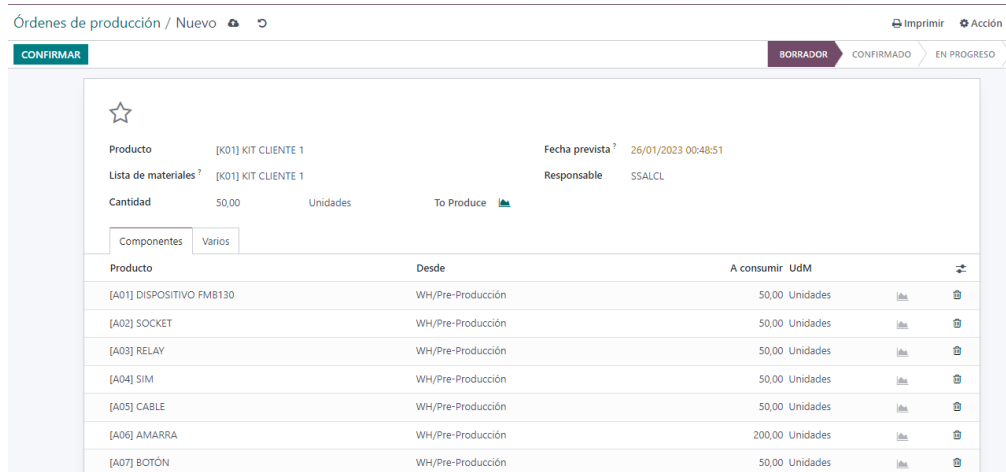 Órdenes de producción / Nuevo
Imprimir Acción
CONFIRMAR
BORRADOR CONFIRMADO EN PROGRESO
Producto [K01] KIT CLIENTE 1 Fecha prevista ? 26/01/2023 00:48:51
Lista de materiales ? [K01] KIT CLIENTE 1 Responsable SSALCL
Cantidad 50,00 Unidades To Produce
Componentes Varios
Producto Desde A consumir UdM
[A01] DISPOSITIVO FMB130 WH/Pre-Producción 50,00 Unidades
[A02] SOCKET WH/Pre-Producción 50,00 Unidades
[A03] RELAY WH/Pre-Producción 50,00 Unidades
[A04] SIM WH/Pre-Producción 50,00 Unidades
[A05] CABLE WH/Pre-Producción 50,00 Unidades
[A06] AMARRA WH/Pre-Producción 200,00 Unidades
[A07] BOTÓN WH/Pre-Producción 50,00 Unidades